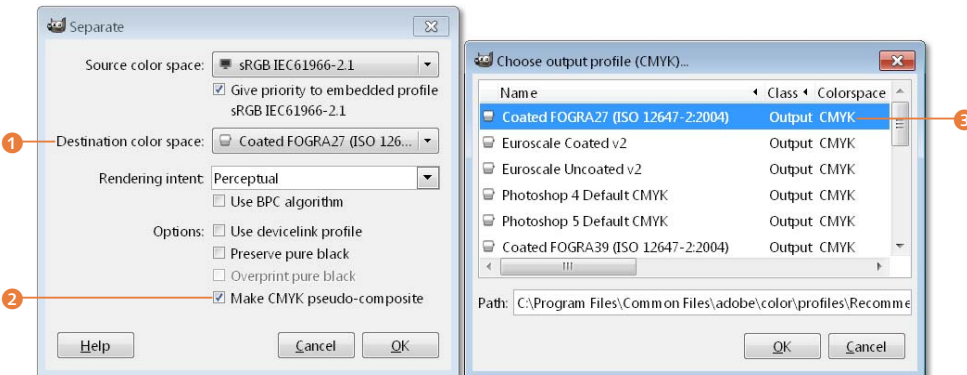 Separate
Source color space: sRGB IEC61966-2.1
Give priority to embedded profile
sRGB IEC61966-2.1
1 Destination color space: Coated FOGRA27 (ISO 126...
Rendering intent: Perceptual
Use BPC algorithm
Options: Use devicelink profile
Preserve pure black
Overprint pure black
2 Make CMYK pseudo-composite
Help Cancel OK
Choose output profile (CMYK)...
Name Class Colorspace
Coated FOGRA27 (ISO 12647-2:2004) Output CMYK 3
Euroscale Coated v2 Output CMYK
Euroscale Uncoated v2 Output CMYK
Photoshop 4 Default CMYK Output CMYK
Photoshop 5 Default CMYK Output CMYK
Coated FOGRA39 (ISO 12647-2:2004) Output CMYK
Path: C:\Program Files\Common Files\adobe\color\profiles\Recomme
OK Cancel